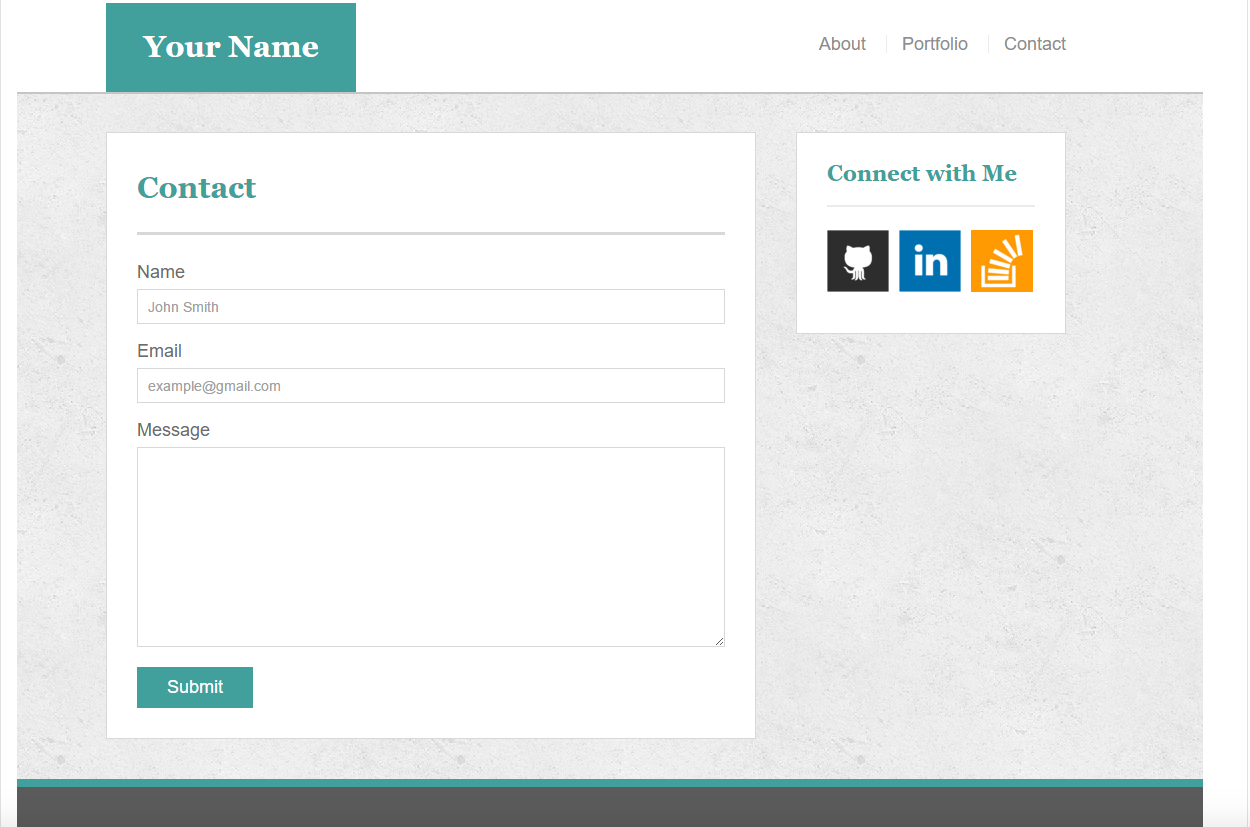 Your Name
About
Portfolio
Contact
Contact
Name
John Smith
Email
example@gmail.com
Message
Submit
Connect with Me
in